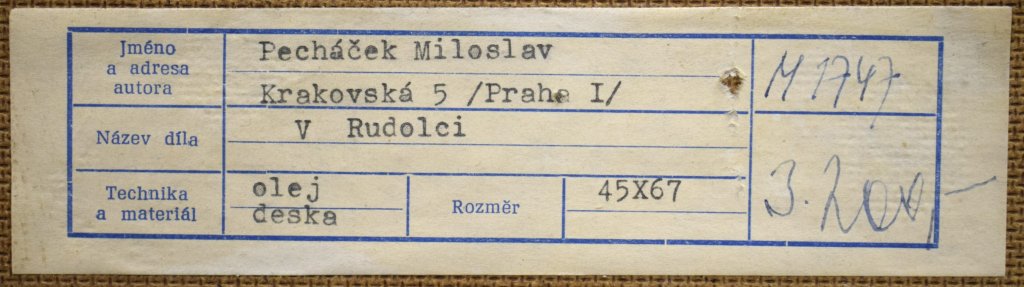 Jméno
a adresa
autora
Pecháček Miloslav
Krakovská 5 /Praha I/
M 1747
Název díla
V Rudolci
Technika
a materiál
olej
deska
Rozměr
45X67
3.200,-